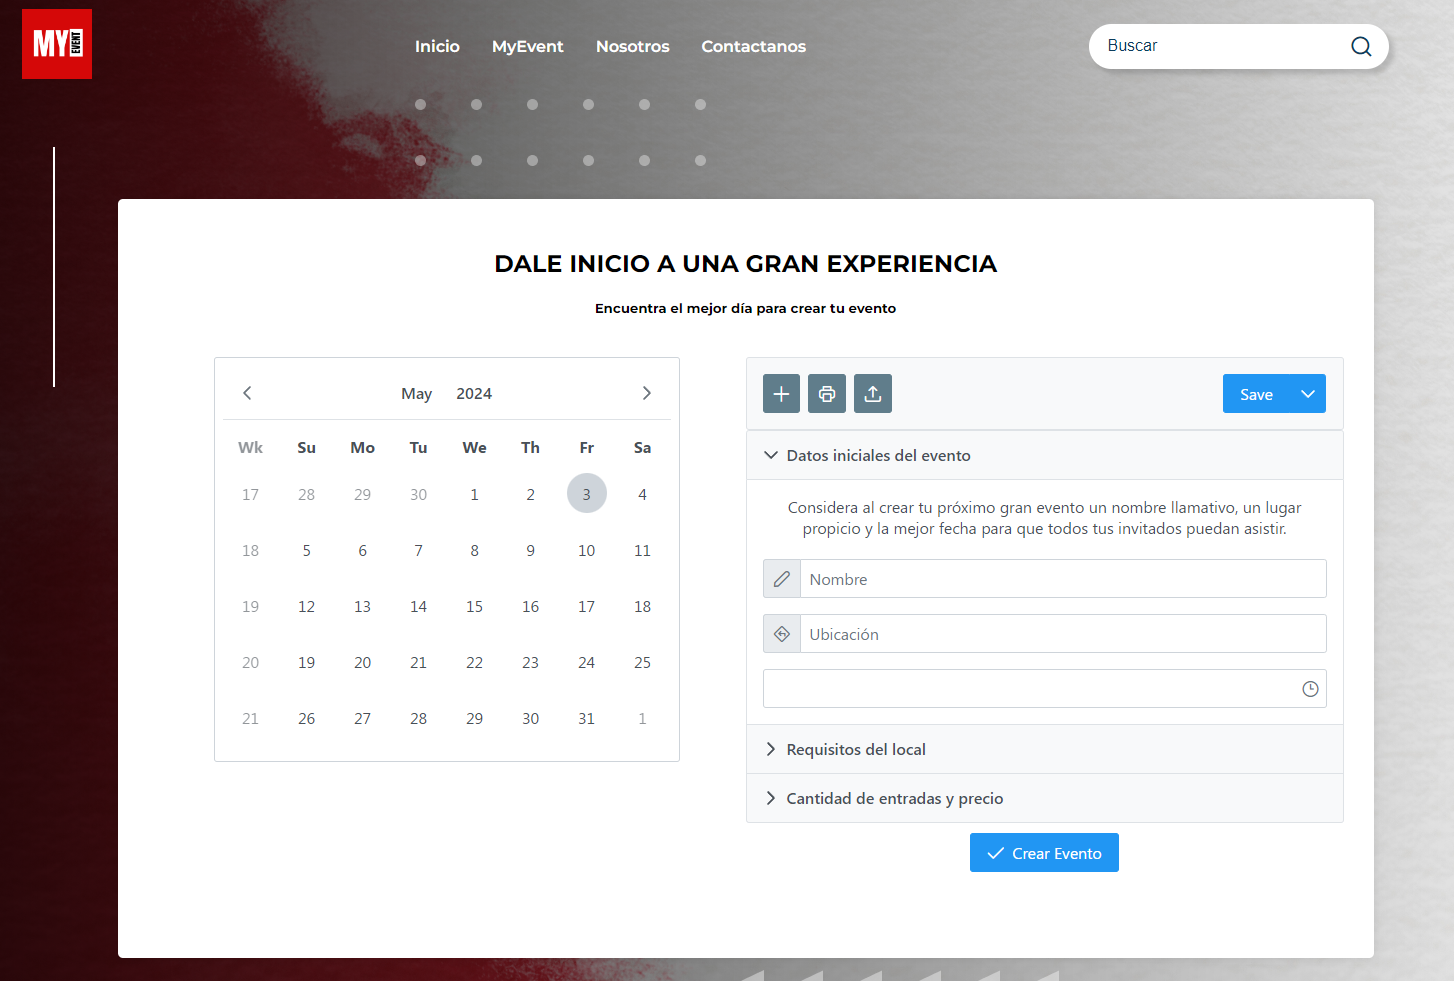 MY EVENT
Inicio MyEvent Nosotros Contactanos
Buscar
DALE INICIO A UNA GRAN EXPERIENCIA
Encuentra el mejor día para crear tu evento
May 2024
Wk Su Mo Tu We Th Fr Sa
17 28 29 30 1 2 3 4
18 5 6 7 8 9 10 11
19 12 13 14 15 16 17 18
20 19 20 21 22 23 24 25
21 26 27 28 29 30 31 1
Save
Datos iniciales del evento
Considera al crear tu próximo gran evento un nombre llamativo, un lugar
propicio y la mejor fecha para que todos tus invitados puedan asistir.
Nombre
Ubicación
Requisitos del local
Cantidad de entradas y precio
Crear Evento